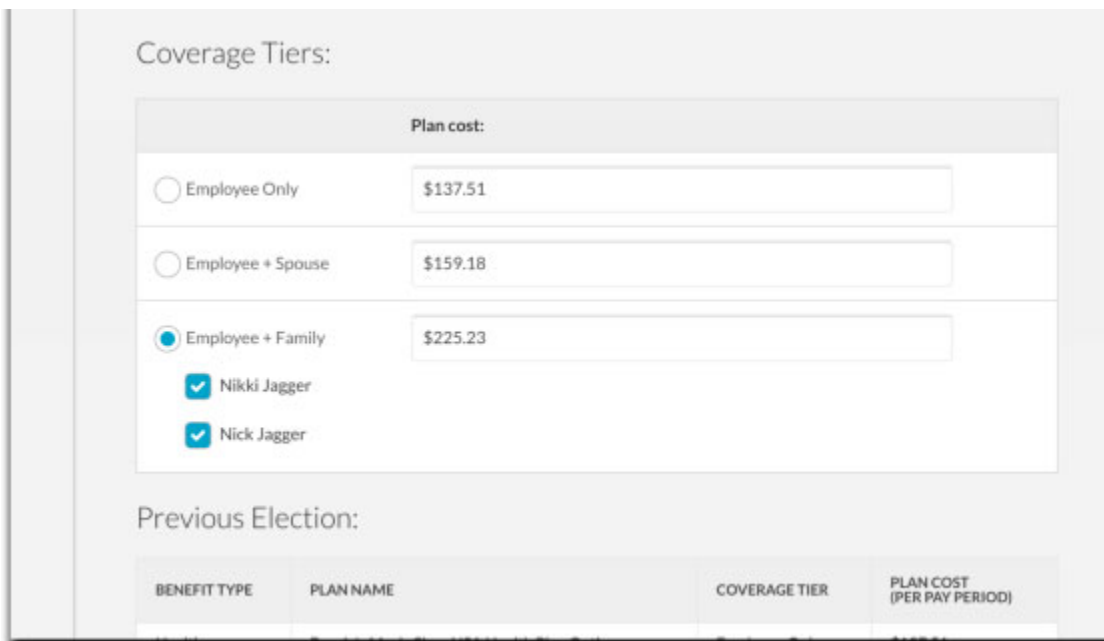 Coverage Tiers:
Plan cost:
Employee Only $137.51
Employee + Spouse $159.18
Employee + Family $225.23
Nikki Jagger
Nick Jagger
Previous Election:
BENEFIT TYPE PLAN NAME COVERAGE TIER PLAN COST
(PER PAY PERIOD)